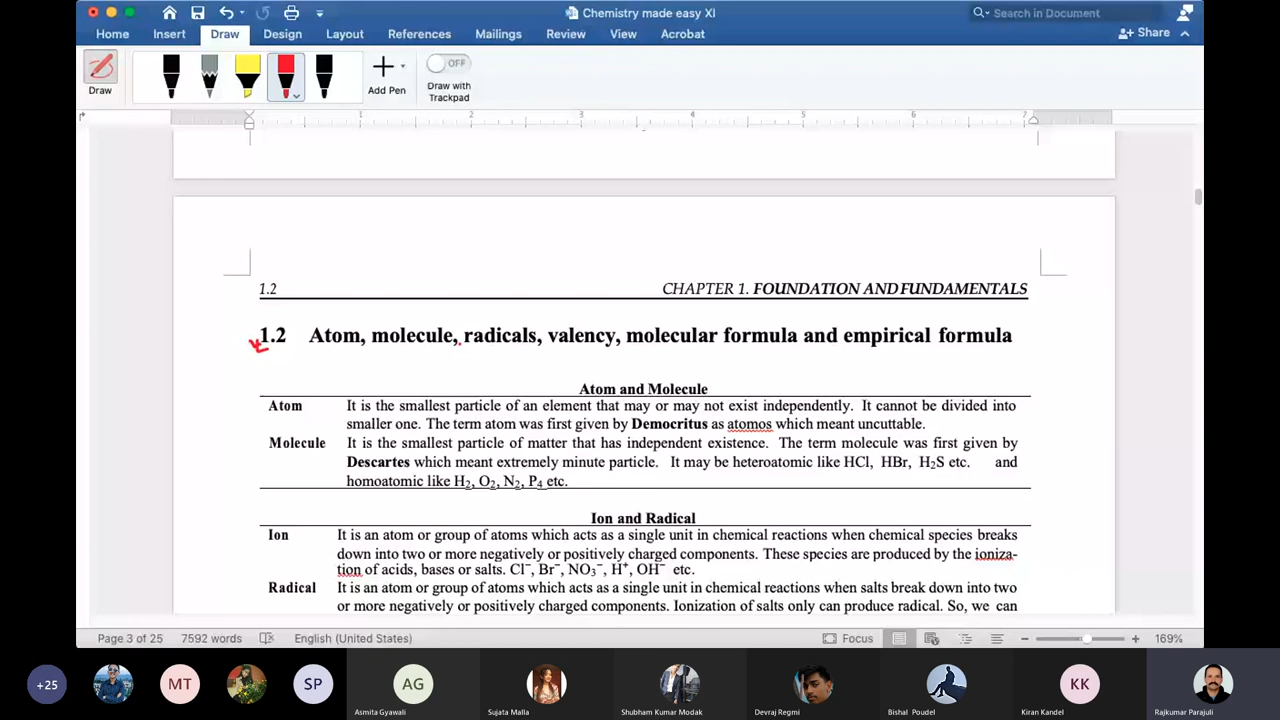 Chemistry made easy XI
Search in Document
Home Insert Draw Design Layout References Mailings Review View Zotero Acrobat
Share
Draw
Add Pen
OFF
Draw with
Trackpad
1 2 3 4 5 6 7
1.2 CHAPTER 1. FOUNDATION AND FUNDAMENTALS
1.2 Atom, molecule, radicals, valency, molecular formula and empirical formula
Atom and Molecule
Atom It is the smallest particle of an element that may or may not exist independently. It cannot be divided into
smaller one. The term atom was first given by Democritus as atomos which meant uncuttable.
Molecule It is the smallest particle of matter that has independent existence. The term molecule was first given by
Descartes which meant extremely minute particle. It may be heteroatomic like HCl, HBr, H₂S etc. and
homoatomic like H₂, O₂, N₂, P₄ etc.
Ion and Radical
Ion It is an atom or group of atoms which acts as a single unit in chemical reactions when chemical species breaks
down into two or more negatively or positively charged components. These species are produced by the ioniza-
tion of acids, bases or salts. Cl⁻, Br⁻, NO₃⁻, H⁺, OH⁻ etc.
Radical It is an atom or group of atoms which acts as a single unit in chemical reactions when salts break down into two
or more negatively or positively charged components. Ionization of salts only can produce radical. So, we can
Page 3 of 25 7592 words English (United States) Focus 169%
+25 MT SP AG KK
Asmita Gyawali Sujata Malla Shubham Kumar Modak Devraj Regmi Bishal Poudel Kiran Kandel Rajkumar Parajuli